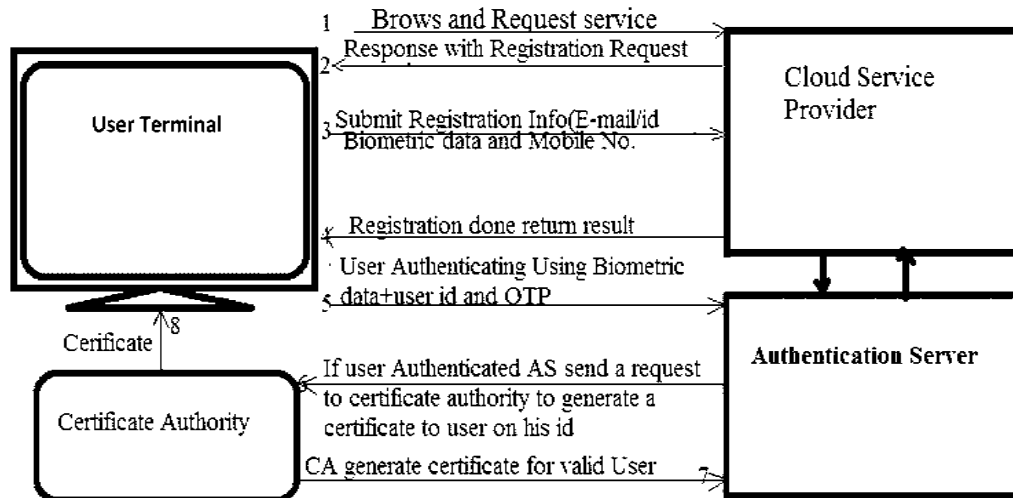 1 Brows and Request service
2 Response with Registration Request
Cloud Service
Provider
User Terminal
3 Submit Registration Info(E-mail/id
Biometric data and Mobile No.
4 Registration done return result
User Authenticating Using Biometric
5 data+user id and OTP
8
Cerificate
Authentication Server
If user Authenticated AS send a request
to certificate authority to generate a
certificate to user on his id
Certificate Authority
CA generate certificate for valid User 7